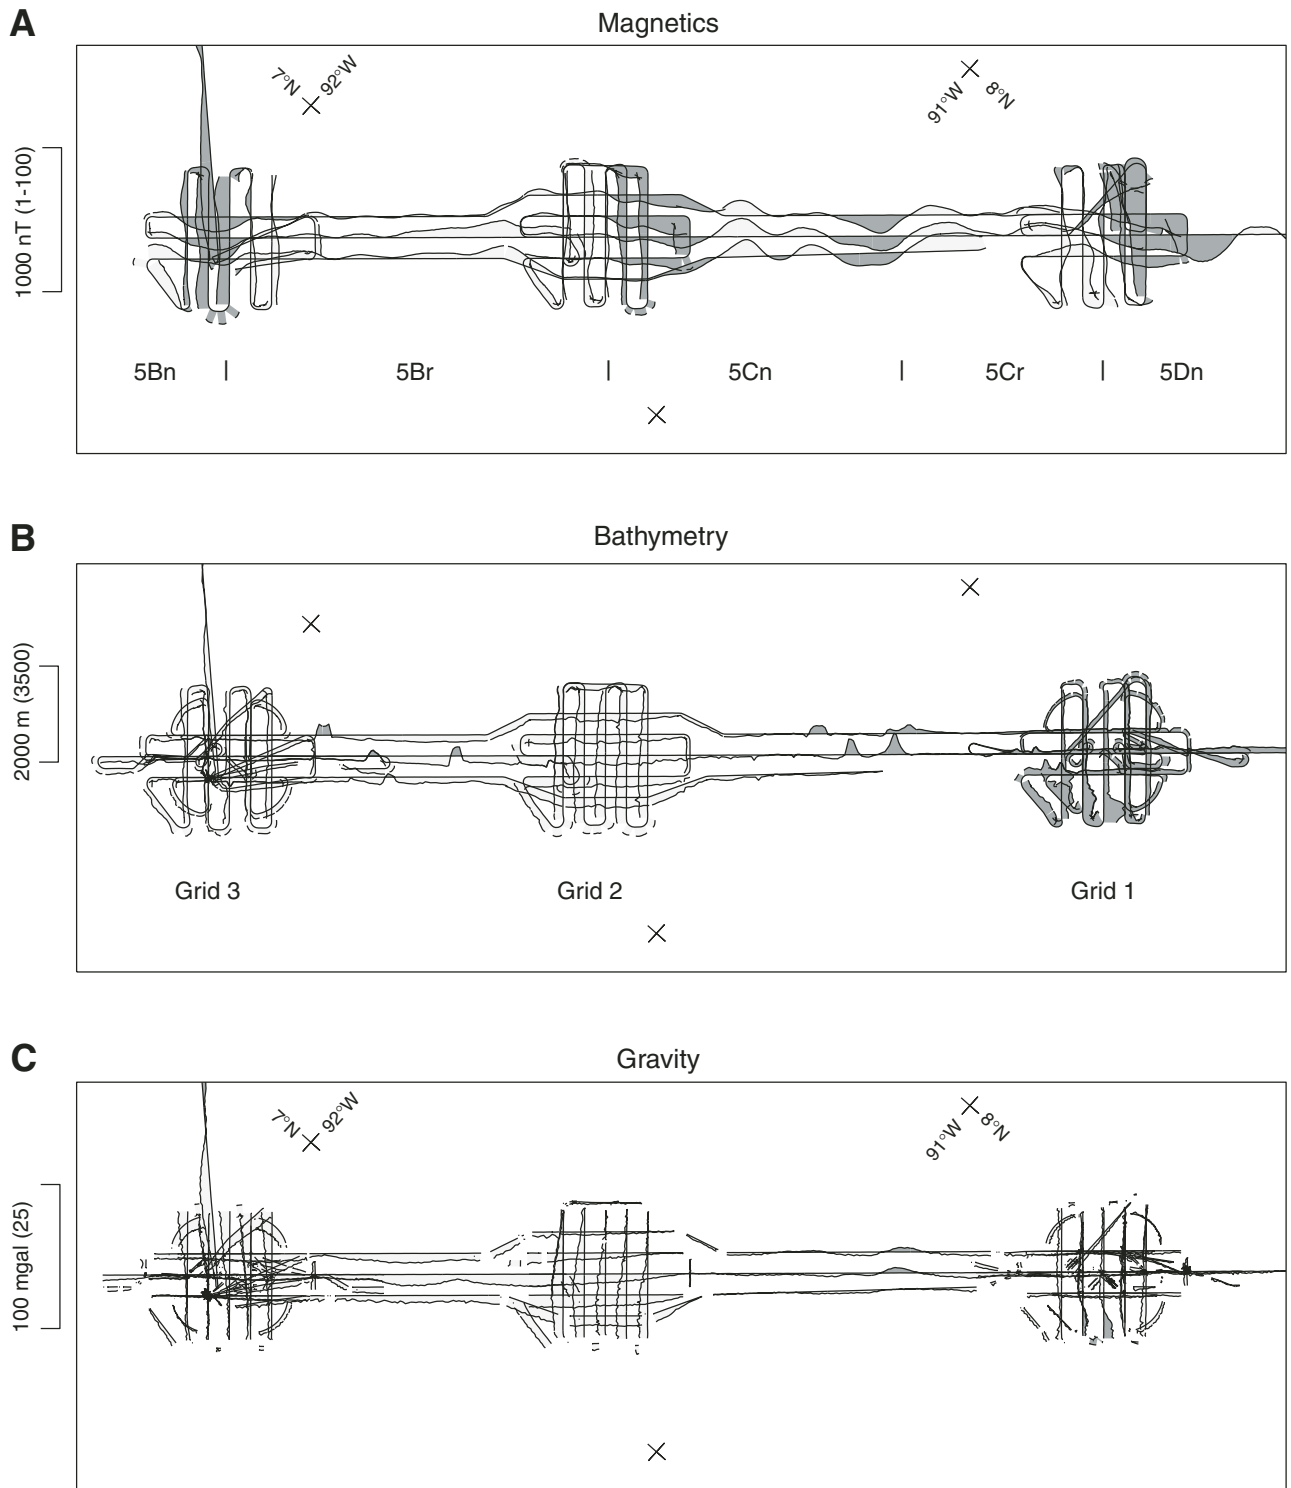 A
Magnetics
7°N
92°W
91°W
8°N
1000 nT (1-100)
5Bn | 5Br | 5Cn | 5Cr | 5Dn
B
Bathymetry
2000 m (3500)
Grid 3 Grid 2 Grid 1
C
Gravity
7°N
92°W
91°W
8°N
100 mgal (25)